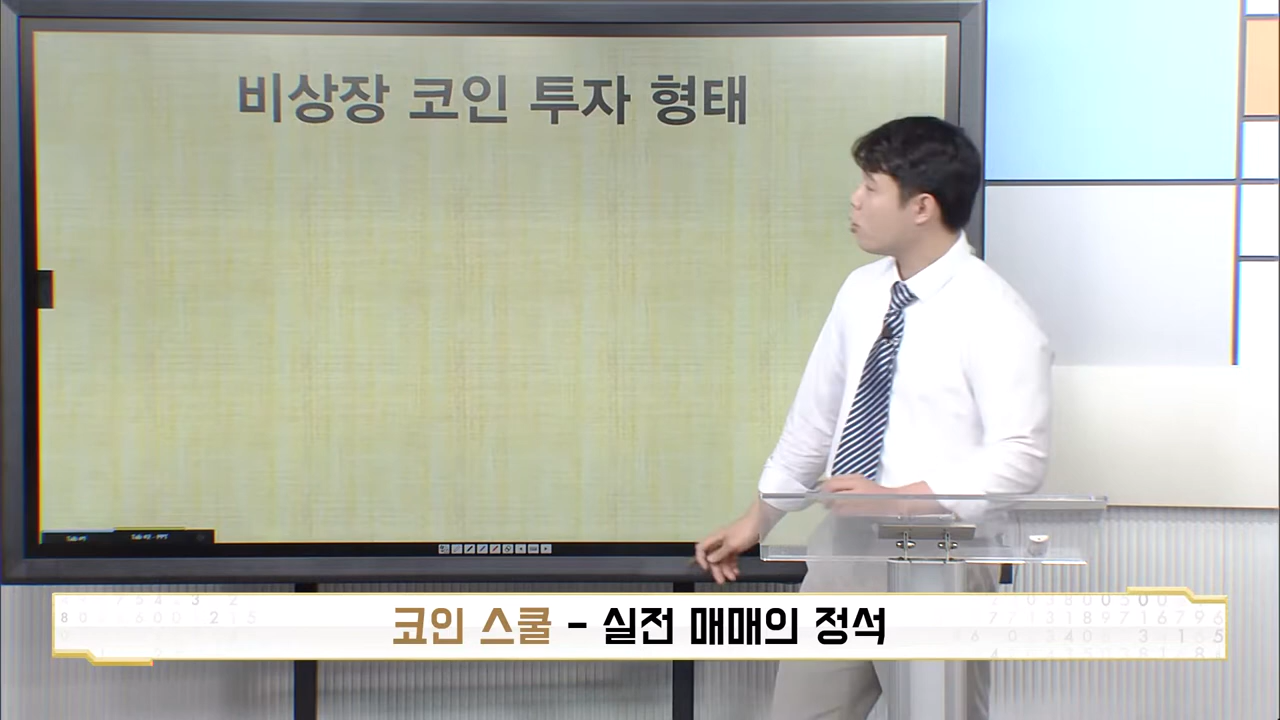 비상장 코인 투자 형태
코인 스쿨 - 실전 매매의 정석